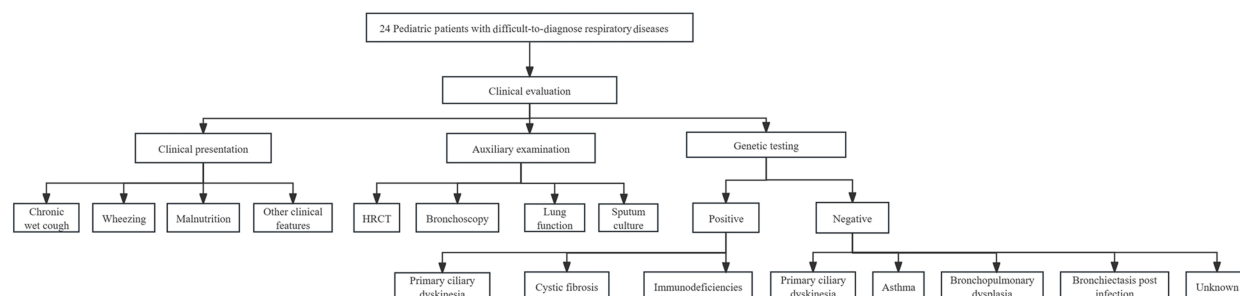 24 Pediatric patients with difficult-to-diagnose respiratory diseases
Clinical evaluation
Clinical presentation
Auxiliary examination
Genetic testing
Chronic
wet cough
Wheezing
Malnutrition
Other clinical
features
HRCT
Bronchoscopy
Lung
function
Sputum
culture
Positive
Negative
Primary ciliary
dyskinesia
Cystic fibrosis
Immunodeficiencies
Primary ciliary
dyskinesia
Asthma
Bronchopulmonary
dysplasia
Bronchiectasis post
infection
Unknown